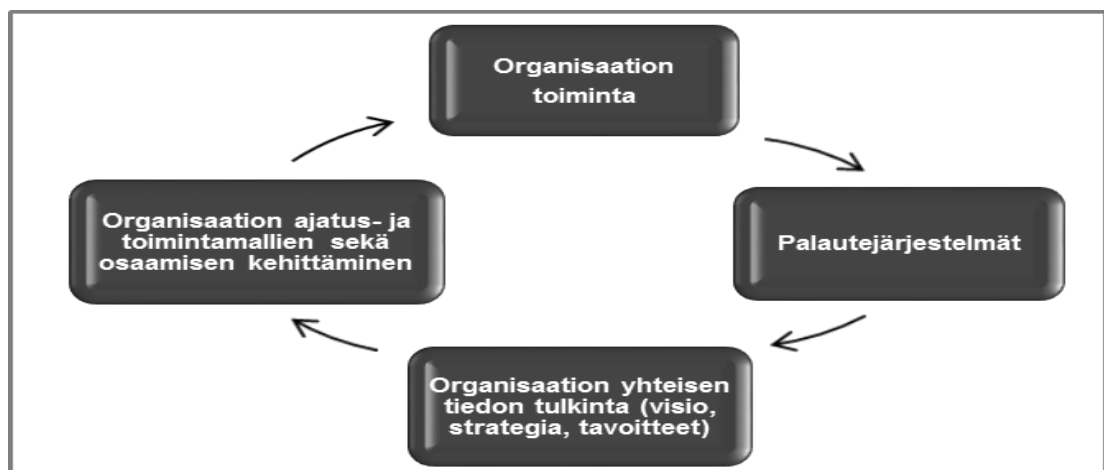 Organisaation
toiminta
Palautejärjestelmät
Organisaation yhteisen
tiedon tulkinta (visio,
strategia, tavoitteet)
Organisaation ajatus- ja
toimintamallien sekä
osaamisen kehittäminen